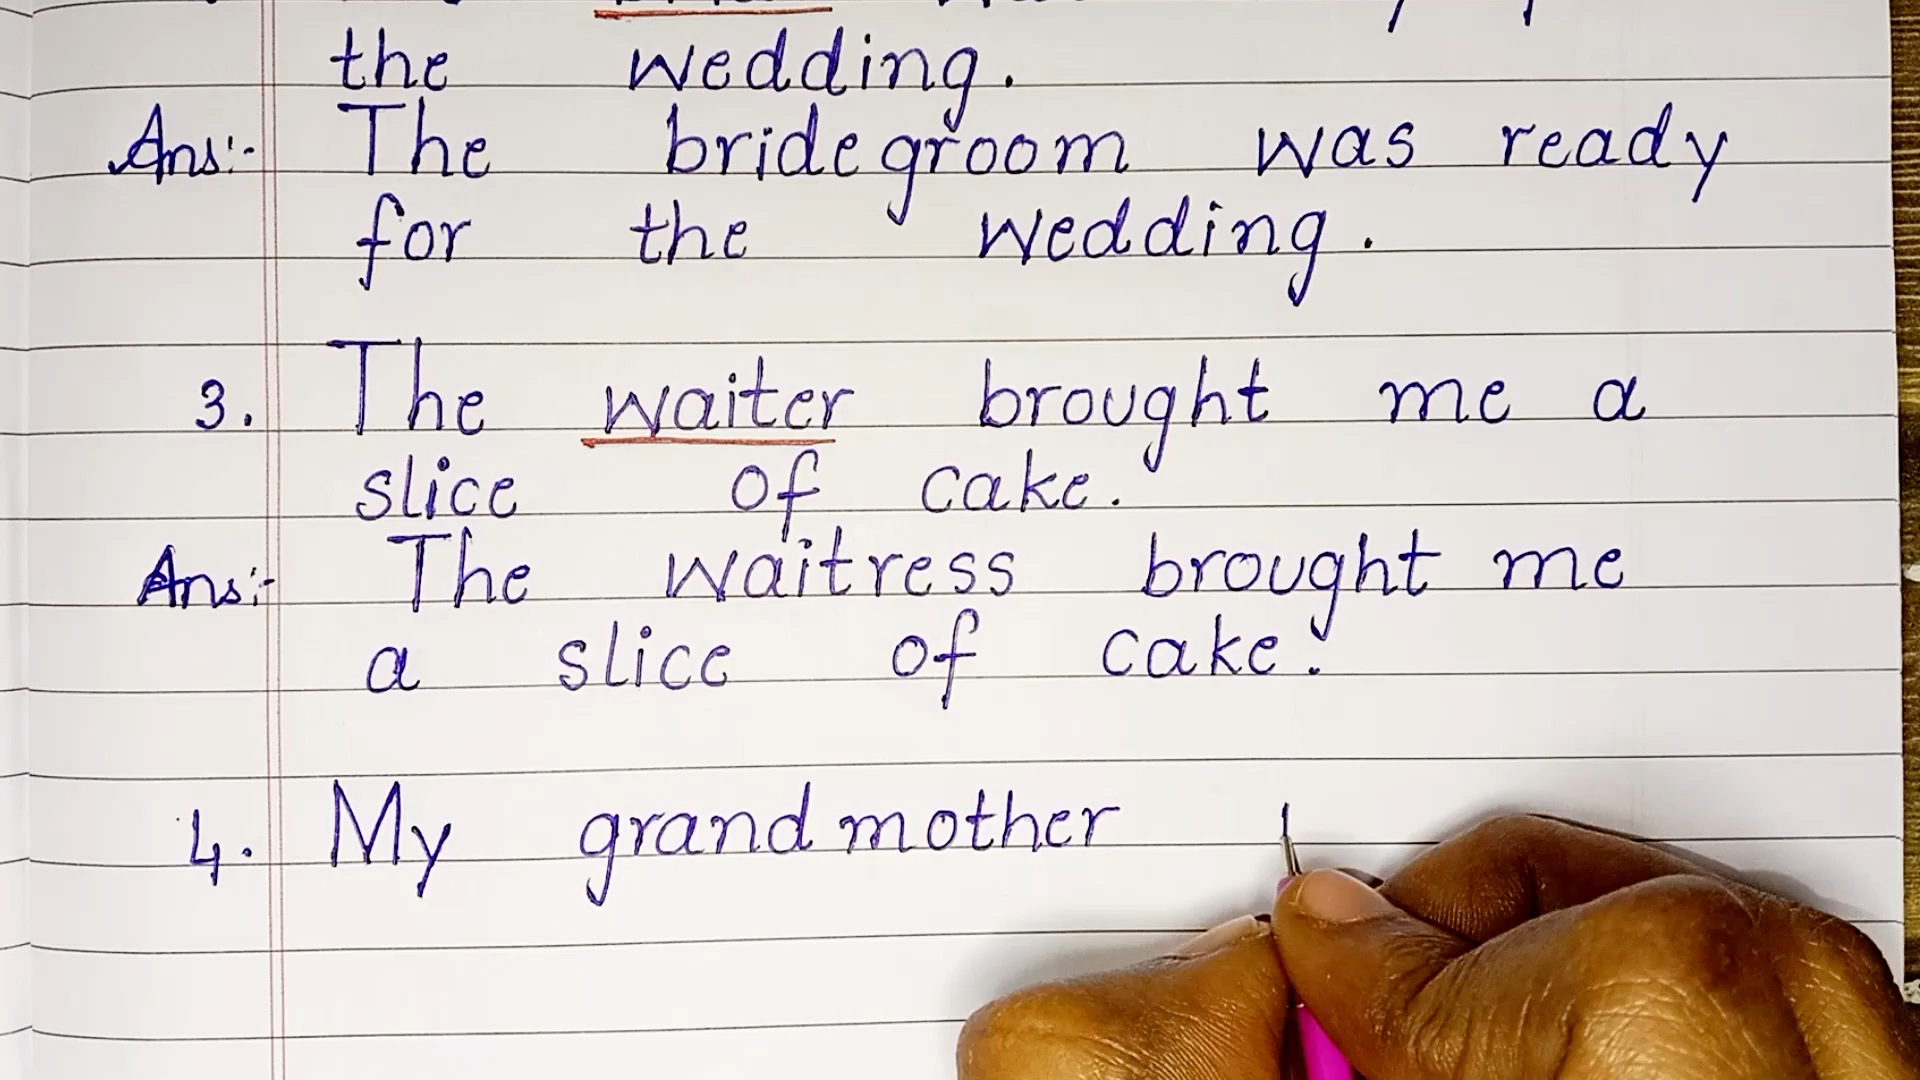 the wedding.
Ans:- The bridegroom was ready
for the wedding.
3. The waiter brought me a
slice of cake.
Ans:- The waitress brought me
a slice of cake.
4. My grandmother